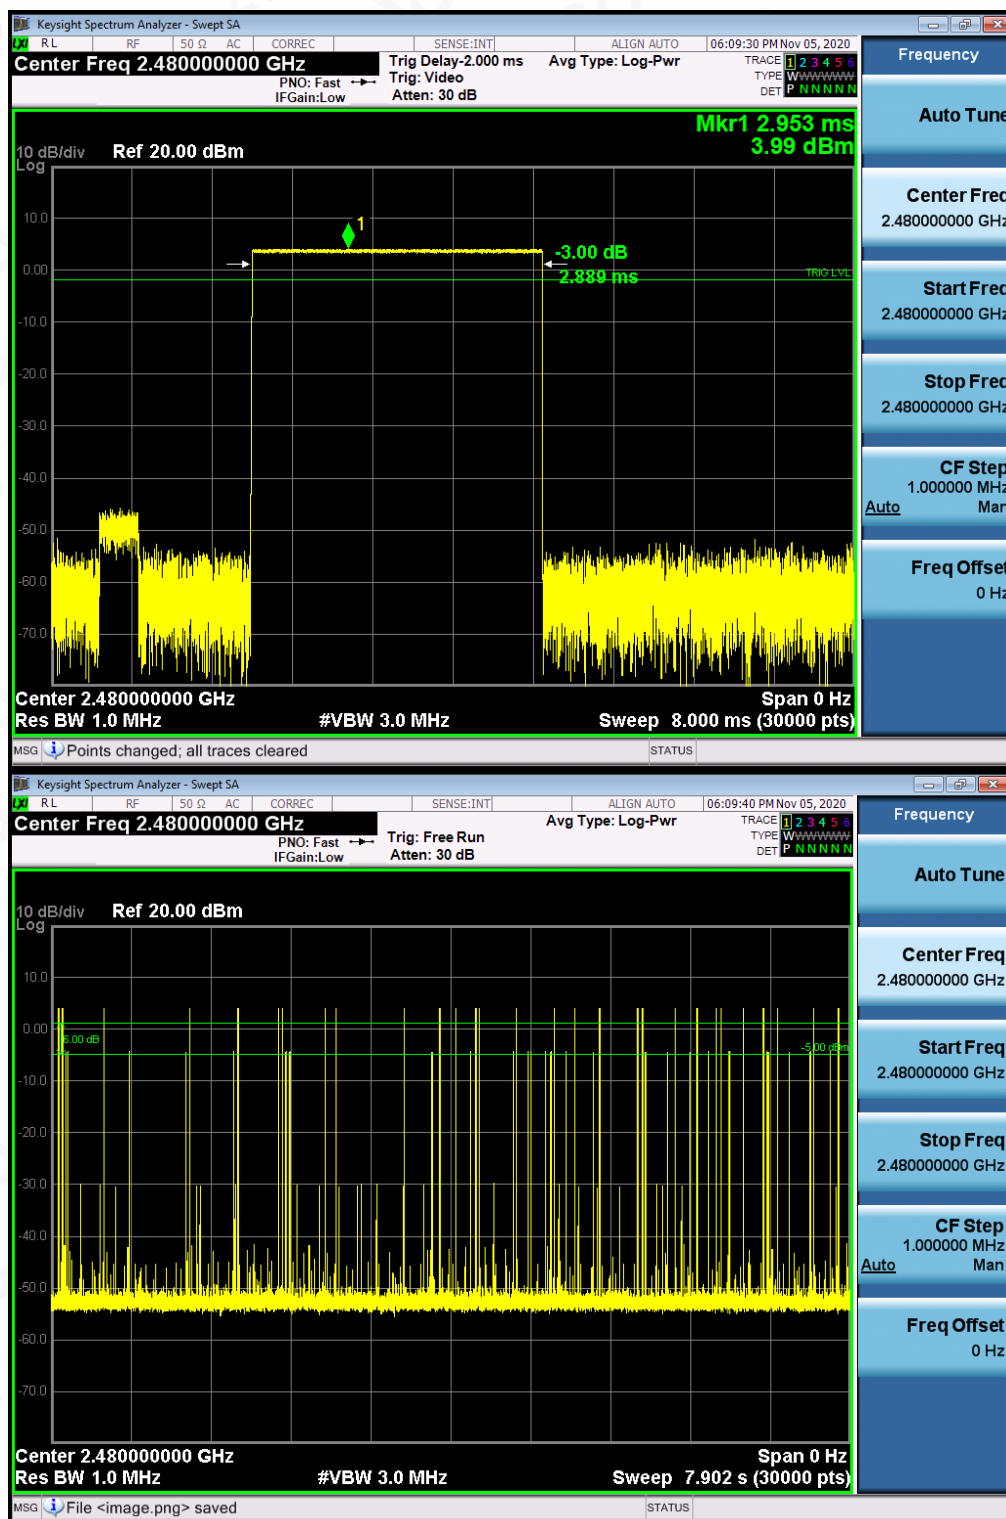 Keysight Spectrum Analyzer - Swept SA
LXI RL RF 50 Ω AC CORREC SENSE:INT ALIGN AUTO 06:09:30 PM Nov 05, 2020
Center Freq 2.480000000 GHz
PNO: Fast
IFGain:Low
Trig Delay-2.000 ms
Trig: Video
Atten: 30 dB
Avg Type: Log-Pwr
TRACE 1 2 3 4 5 6
TYPE WWWWWW
DET P N N N N N
Mkr1 2.953 ms
3.99 dBm
10 dB/div Ref 20.00 dBm
Log
10.0
1
-3.00 dB
0.00
TRIG LVL
2.889 ms
-10.0
-20.0
-30.0
-40.0
-50.0
-60.0
-70.0
Center 2.480000000 GHz Span 0 Hz
Res BW 1.0 MHz #VBW 3.0 MHz Sweep 8.000 ms (30000 pts)
MSG Points changed; all traces cleared STATUS
Frequency
Auto Tune
Center Freq
2.480000000 GHz
Start Freq
2.480000000 GHz
Stop Freq
2.480000000 GHz
CF Step
1.000000 MHz
Auto Man
Freq Offset
0 Hz
Keysight Spectrum Analyzer - Swept SA
LXI RL RF 50 Ω AC CORREC SENSE:INT ALIGN AUTO 06:09:40 PM Nov 05, 2020
Center Freq 2.480000000 GHz
PNO: Fast
IFGain:Low
Trig: Free Run
Atten: 30 dB
Avg Type: Log-Pwr
TRACE 1 2 3 4 5 6
TYPE WWWWWW
DET P N N N N N
10 dB/div Ref 20.00 dBm
Log
10.0
0.00
6.00 dB
-5.00 dBm
-10.0
-20.0
-30.0
-40.0
-50.0
-60.0
-70.0
Center 2.480000000 GHz Span 0 Hz
Res BW 1.0 MHz #VBW 3.0 MHz Sweep 7.902 s (30000 pts)
MSG File <image.png> saved STATUS
Frequency
Auto Tune
Center Freq
2.480000000 GHz
Start Freq
2.480000000 GHz
Stop Freq
2.480000000 GHz
CF Step
1.000000 MHz
Auto Man
Freq Offset
0 Hz